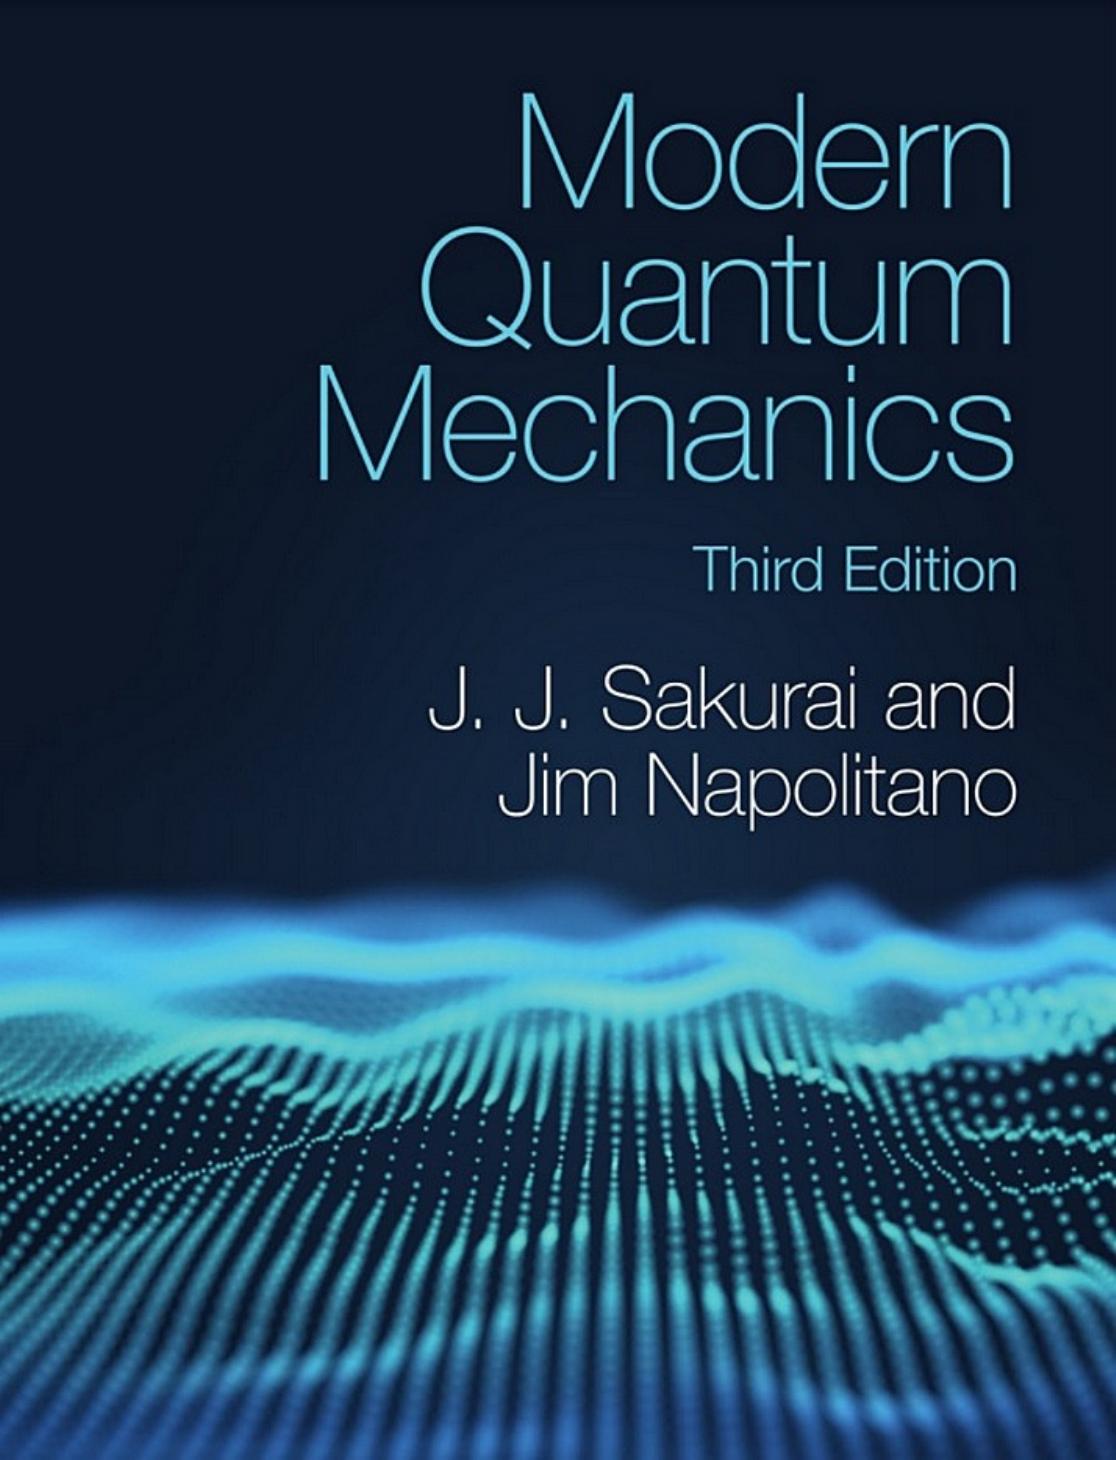 Modern
Quantum
Mechanics
Third Edition
J. J. Sakurai and
Jim Napolitano